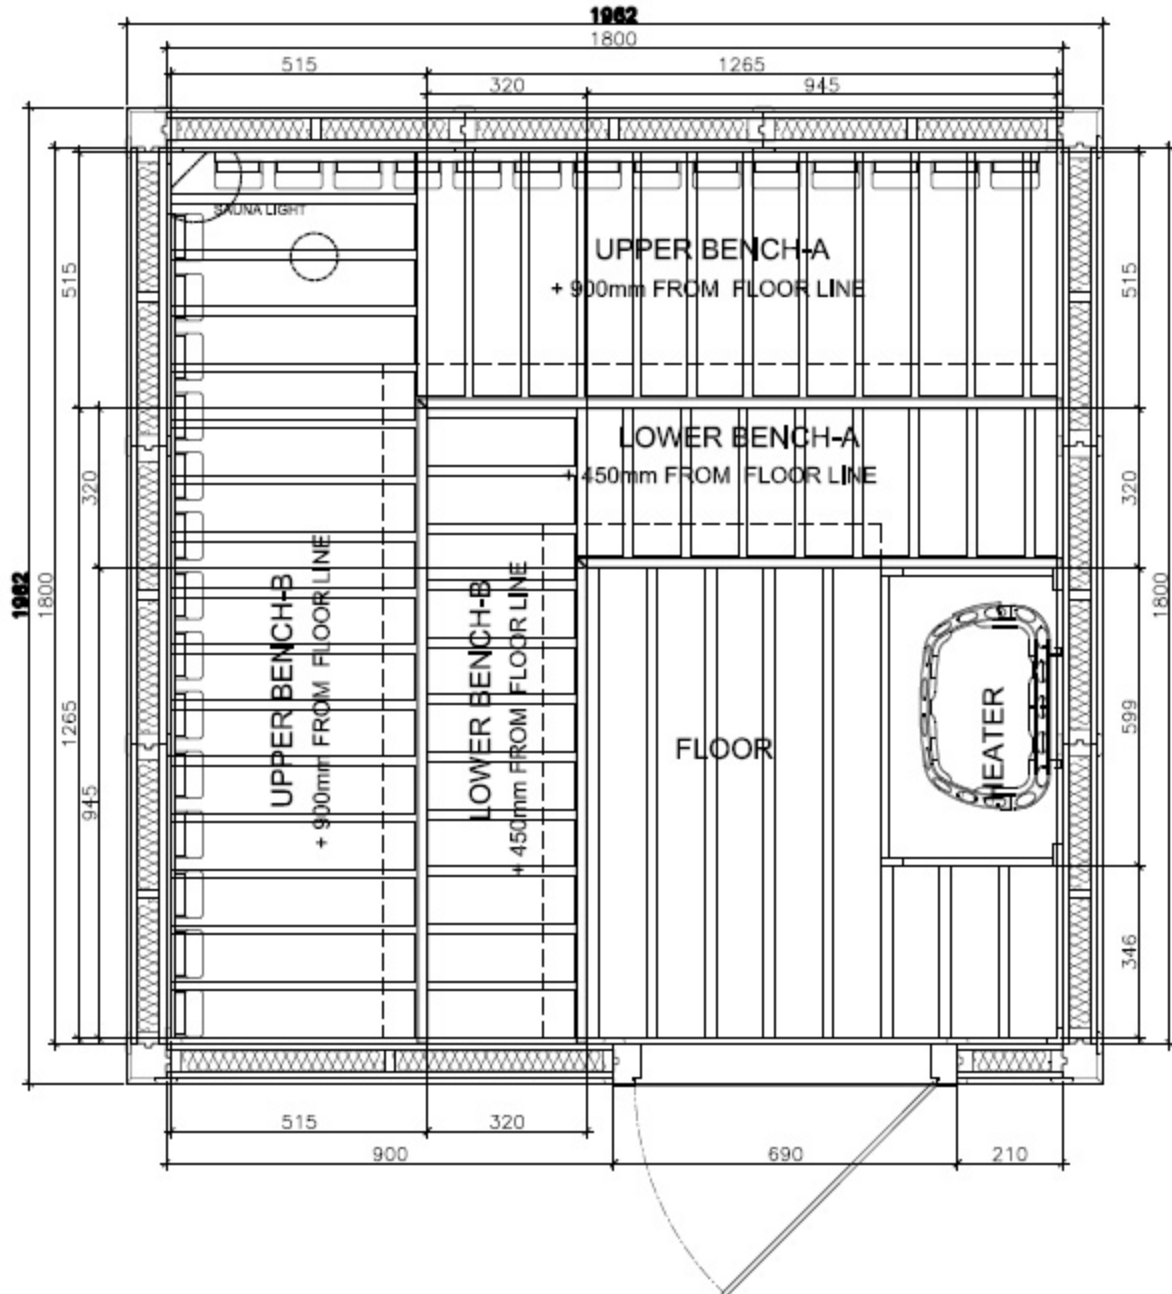 1962
1800
515
1265
320
945
SAUNA LIGHT
UPPER BENCH-A
+ 900mm FROM FLOOR LINE
515
515
LOWER BENCH-A
+ 450mm FROM FLOOR LINE
320
320
1962
1800
1800
UPPER BENCH-B
+ 900mm FROM FLOOR LINE
LOWER BENCH-B
+ 450mm FROM FLOOR LINE
1265
945
FLOOR
HEATER
599
346
515
320
900
690
210